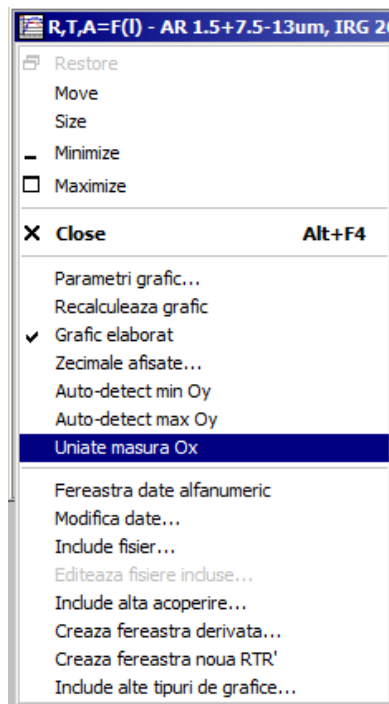 R,T,A=F(l) - AR 1.5+7.5-13um, IRG 2
Restore
Move
Size
Minimize
Maximize
Close Alt+F4
Parametri grafic...
Recalculeaza grafic
Grafic elaborat
Zecimale afisate...
Auto-detect min Oy
Auto-detect max Oy
Uniate masura Ox
Fereastra date alfanumeric
Modifica date...
Include fisier...
Editeaza fisiere incluse...
Include alta acoperire...
Creaza fereastra derivata...
Creaza fereastra noua RTR'
Include alte tipuri de grafice...